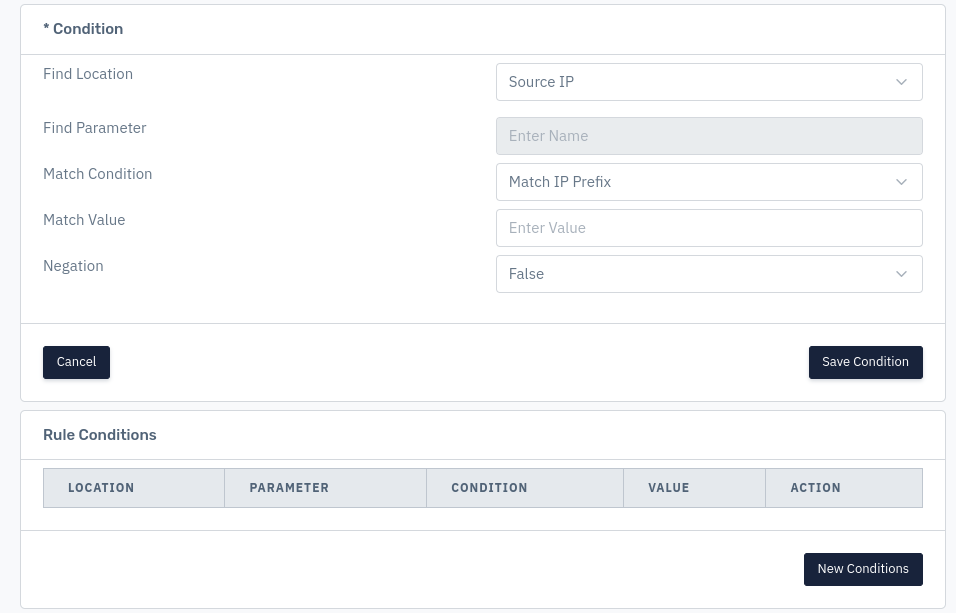 * Condition
Find Location
Source IP
Find Parameter
Enter Name
Match Condition
Match IP Prefix
Match Value
Enter Value
Negation
False
Cancel
Save Condition
Rule Conditions
LOCATION PARAMETER CONDITION VALUE ACTION
New Conditions